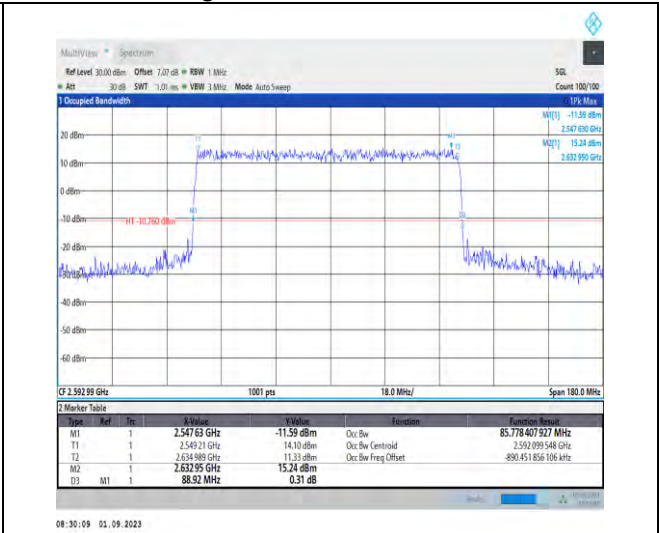 MultiView Spectrum
Ref Level 30.00 dBm Offset 7.07 dB RBW 1 MHz SGL
Att 30 dB SWT 1.01 ms VBW 3 MHz Mode Auto Sweep Count 100/100
1 Occupied Bandwidth 1Pk Max
M1[1] -11.59 dBm
2.547 630 GHz
M2[1] 15.24 dBm
2.632 950 GHz
20 dBm
T1 M2
T2
10 dBm
0 dBm
M1
-10 dBm H1 -10.760 dBm D3
-20 dBm
-30 dBm
-40 dBm
-50 dBm
-60 dBm
CF 2.592 99 GHz 1001 pts 18.0 MHz/ Span 180.0 MHz
2 Marker Table
Type Ref Trc X-Value Y-Value Function Function Result
M1 1 2.547 63 GHz -11.59 dBm Occ Bw 85.778 407 927 MHz
T1 1 2.549 21 GHz 14.10 dBm Occ Bw Centroid 2.592 099 548 GHz
T2 1 2.634 989 GHz 11.33 dBm Occ Bw Freq Offset -890.451 856 106 kHz
M2 1 2.632 95 GHz 15.24 dBm
D3 M1 1 88.92 MHz 0.31 dB
08:30:09 01.09.2023